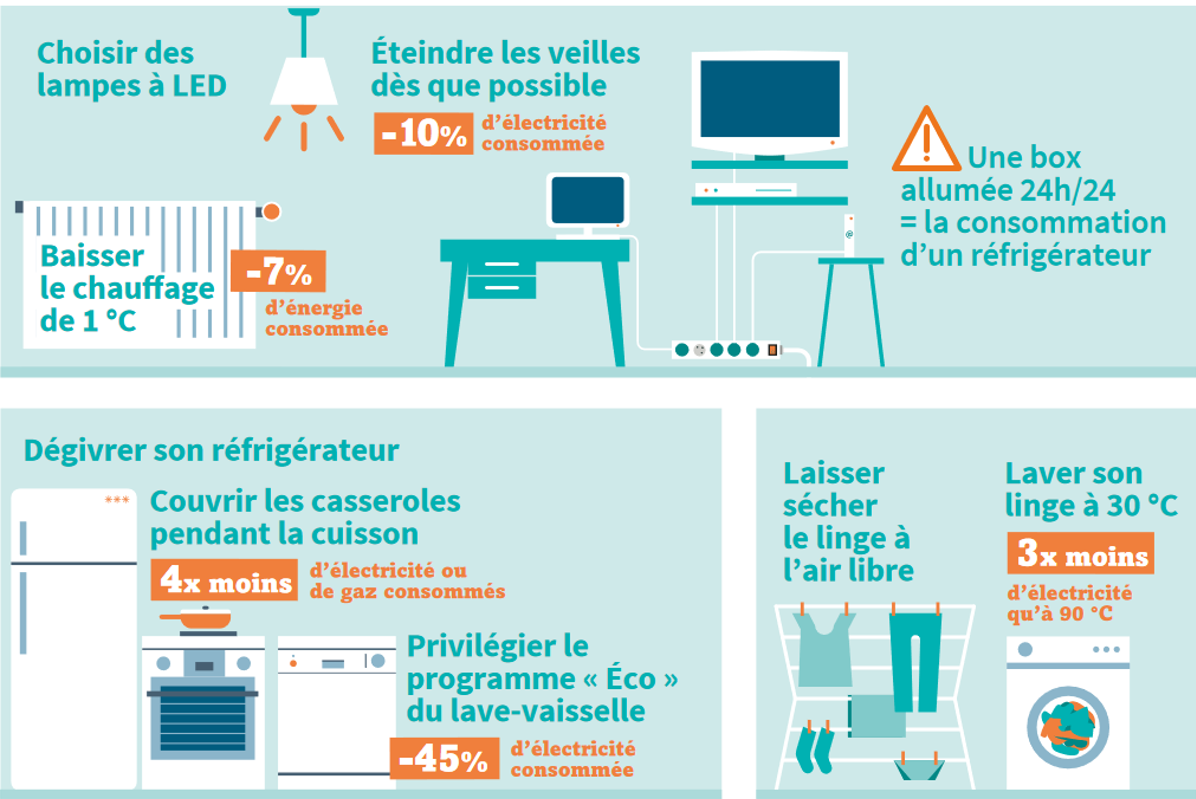 Choisir des
lampes à LED
Éteindre les veilles
dès que possible
-10% d'électricité
consommée
Une box
allumée 24h/24
= la consommation
d'un réfrigérateur
@
Baisser
le chauffage
de 1 °C
-7%
d'énergie
consommée
Dégivrer son réfrigérateur
***
Couvrir les casseroles
pendant la cuisson
4x moins d'électricité ou
de gaz consommés
Privilégier le
programme « Éco »
du lave-vaisselle
-45% d'électricité
consommée
Laisser
sécher
le linge à
l'air libre
Laver son
linge à 30 °C
3x moins
d'électricité
qu'à 90 °C